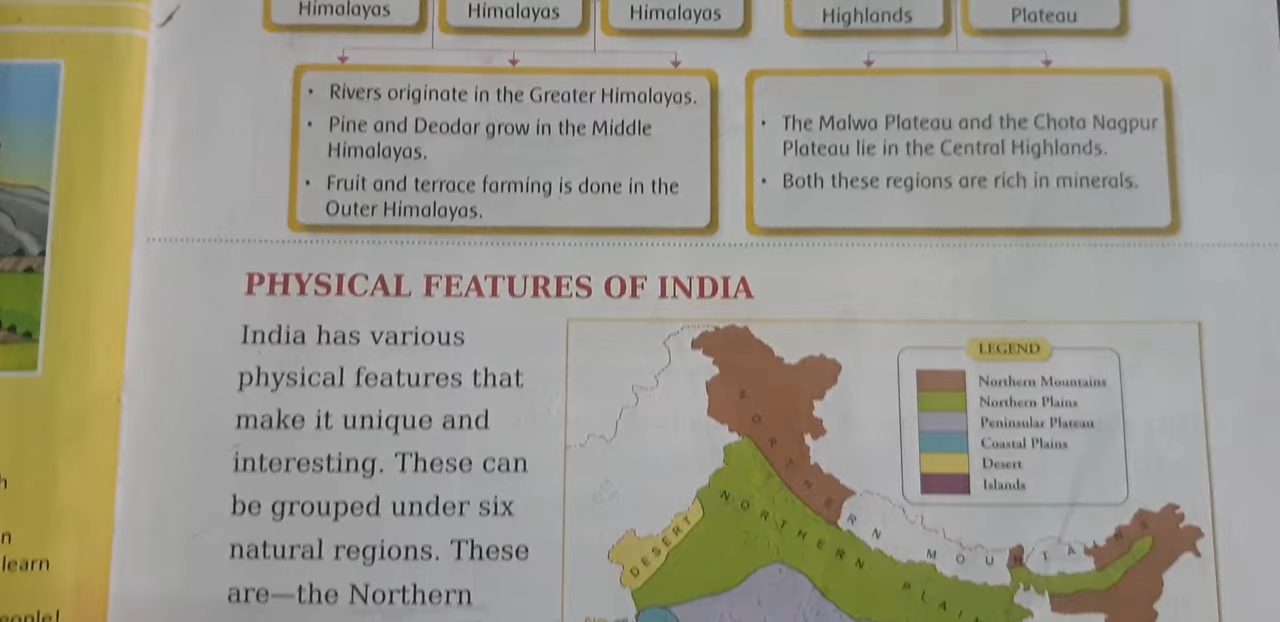 Himalayas
Himalayas
Himalayas
Highlands
Plateau
• Rivers originate in the Greater Himalayas.
• Pine and Deodar grow in the Middle
Himalayas.
• Fruit and terrace farming is done in the
Outer Himalayas.
• The Malwa Plateau and the Chota Nagpur
Plateau lie in the Central Highlands.
• Both these regions are rich in minerals.
PHYSICAL FEATURES OF INDIA
India has various
physical features that
make it unique and
interesting. These can
be grouped under six
natural regions. These
are—the Northern
LEGEND
Northern Mountains
Northern Plains
Peninsular Plateau
Coastal Plains
Desert
Islands
NORTHERN MOUNTAINS
NORTHERN PLAI
DESERT
n
learn